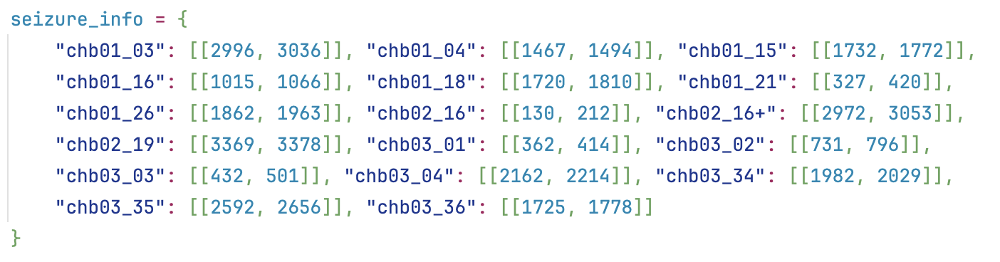 seizure_info = {
    "chb01_03": [[2996, 3036]], "chb01_04": [[1467, 1494]], "chb01_15": [[1732, 1772]],
    "chb01_16": [[1015, 1066]], "chb01_18": [[1720, 1810]], "chb01_21": [[327, 420]],
    "chb01_26": [[1862, 1963]], "chb02_16": [[130, 212]], "chb02_16+": [[2972, 3053]],
    "chb02_19": [[3369, 3378]], "chb03_01": [[362, 414]], "chb03_02": [[731, 796]],
    "chb03_03": [[432, 501]], "chb03_04": [[2162, 2214]], "chb03_34": [[1982, 2029]],
    "chb03_35": [[2592, 2656]], "chb03_36": [[1725, 1778]]
}